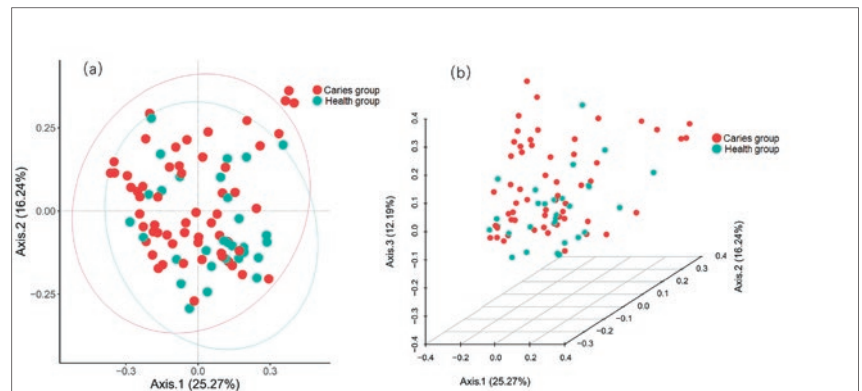 (a)
Caries group
Health group
0.25
0.00
−0.25
Axis.2 (16.24%)
−0.3
0.0
0.3
Axis.1 (25.27%)
(b)
Caries group
Health group
0.4
0.3
0.2
0.1
0.0
−0.1
−0.2
−0.3
−0.4
Axis.3 (12.19%)
−0.4
−0.2
0.0
0.2
0.4
Axis.1 (25.27%)
−0.3
−0.2
−0.1
0.0
0.1
0.2
0.3
0.4
Axis.2 (16.24%)